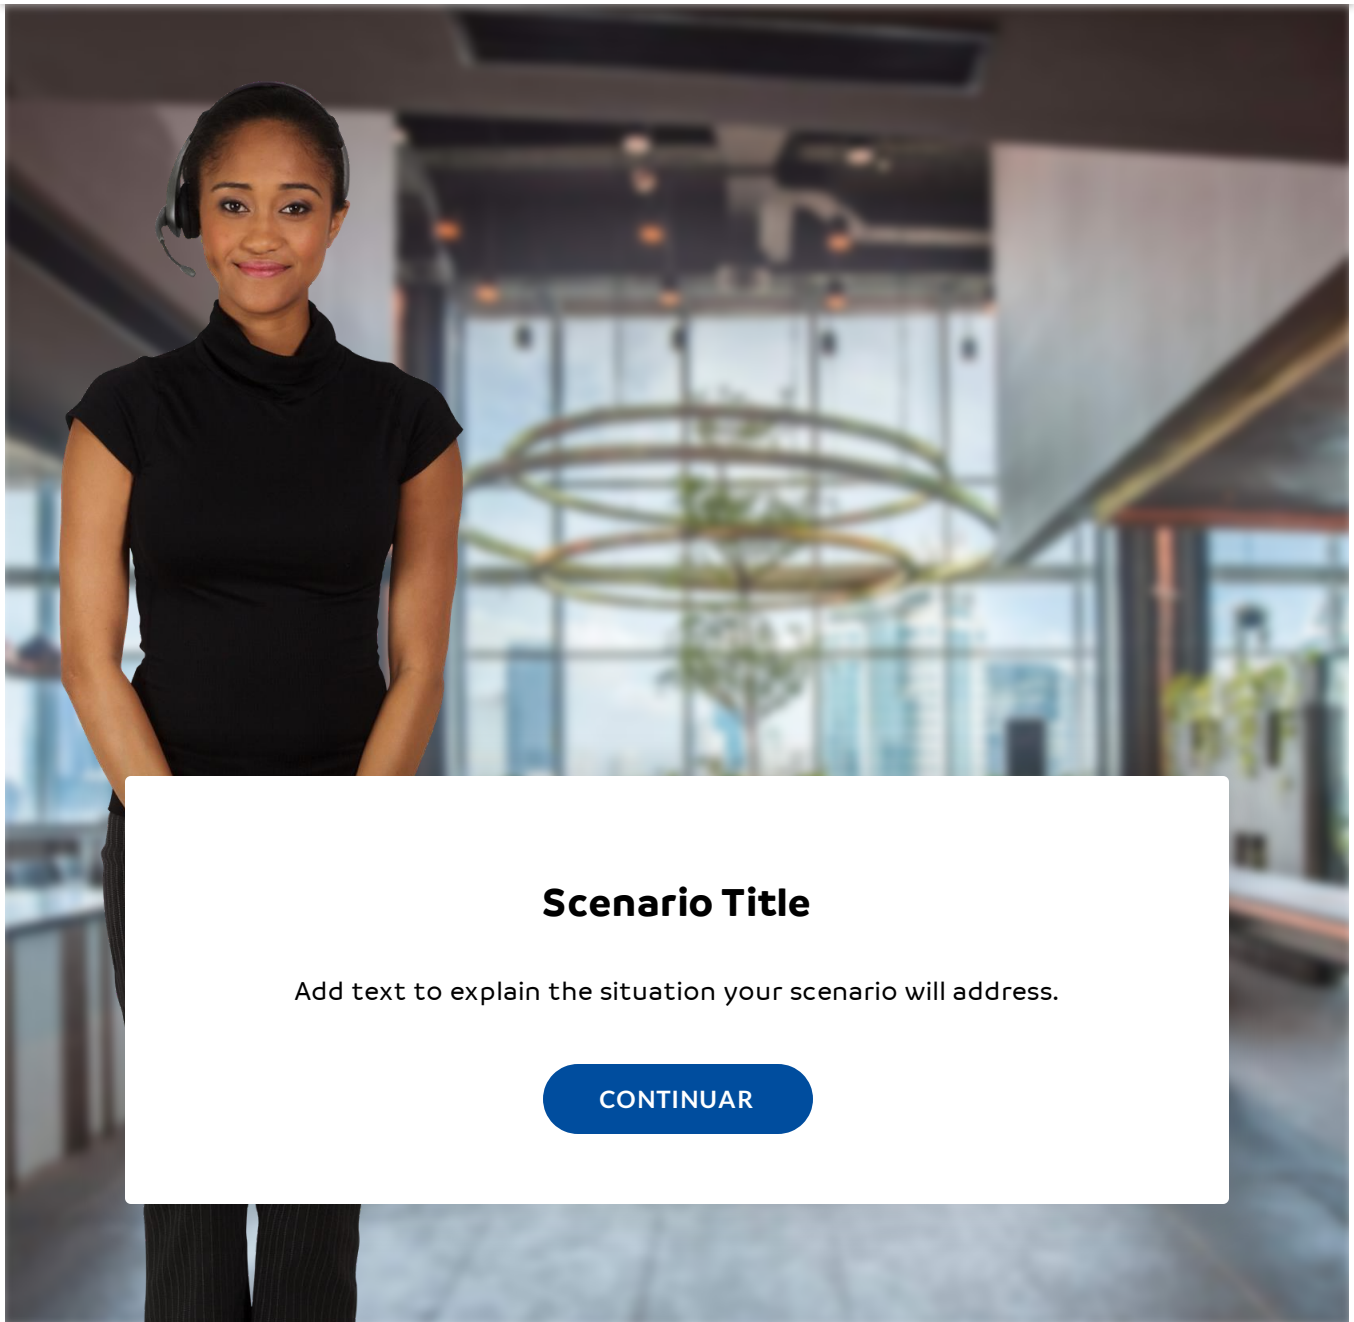 Scenario Title
Add text to explain the situation your scenario will address.
CONTINUAR